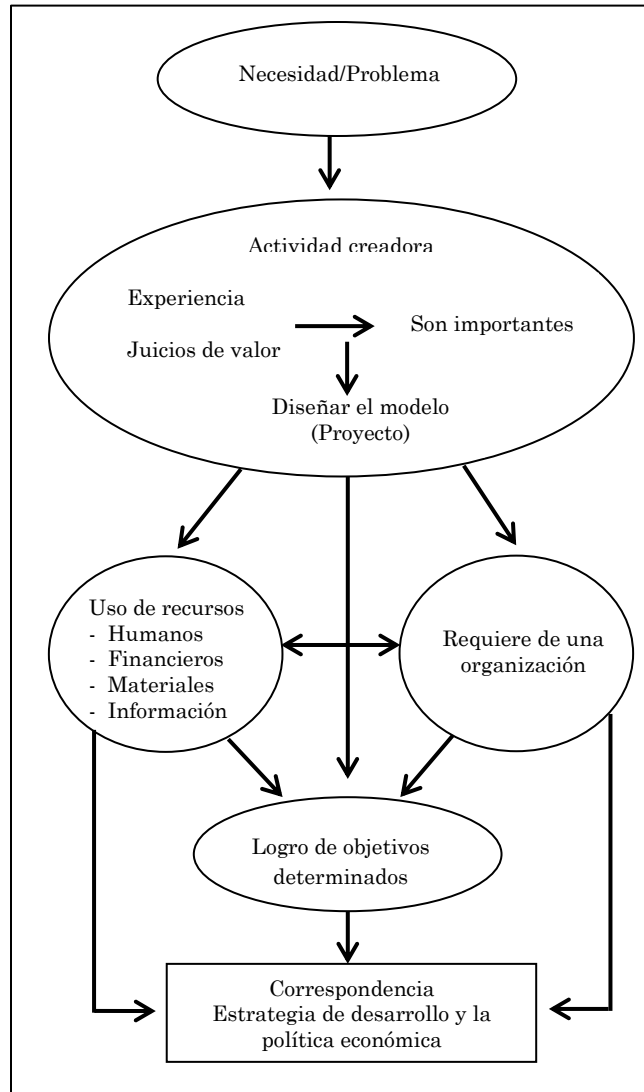 Necesidad/Problema
Actividad creadora
Experiencia
Juicios de valor
Son importantes
Diseñar el modelo
(Proyecto)
Uso de recursos
- Humanos
- Financieros
- Materiales
- Información
Requiere de una
organización
Logro de objetivos
determinados
Correspondencia
Estrategia de desarrollo y la
política económica